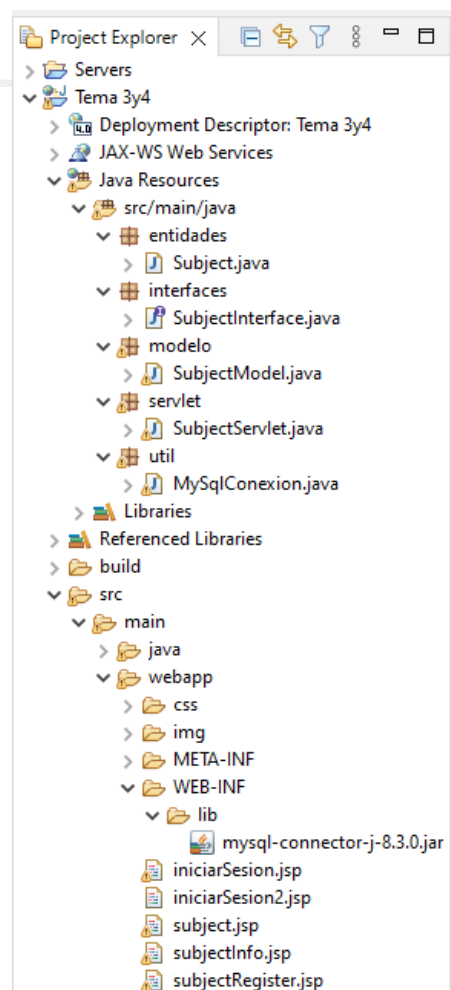 Project Explorer
Servers
Tema 3y4
Deployment Descriptor: Tema 3y4
JAX-WS Web Services
Java Resources
src/main/java
entidades
Subject.java
interfaces
SubjectInterface.java
modelo
SubjectModel.java
servlet
SubjectServlet.java
util
MySqlConexion.java
Libraries
Referenced Libraries
build
src
main
java
webapp
css
img
META-INF
WEB-INF
lib
mysql-connector-j-8.3.0.jar
iniciarSesion.jsp
iniciarSesion2.jsp
subject.jsp
subjectInfo.jsp
subjectRegister.jsp